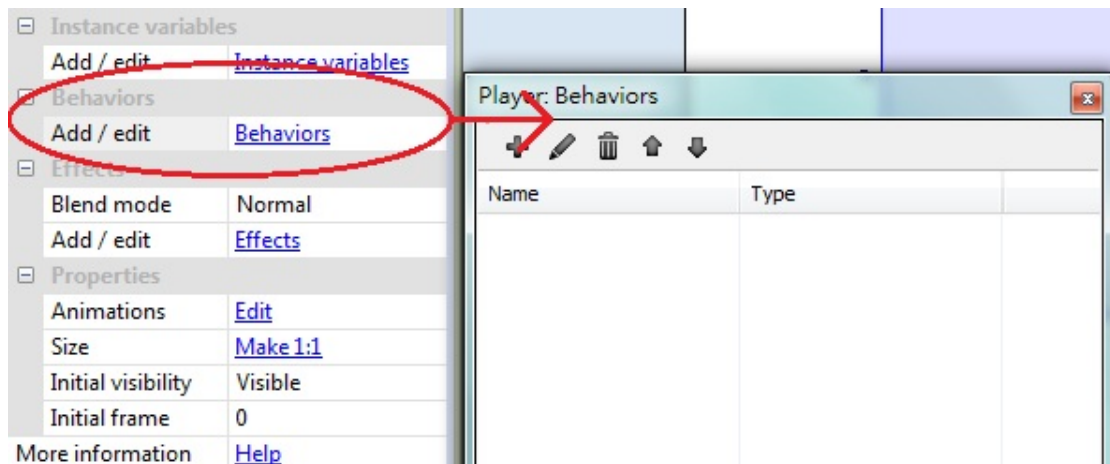 Instance variables
Add / edit Instance variables
Behaviors
Add / edit Behaviors
Effects
Blend mode Normal
Add / edit Effects
Properties
Animations Edit
Size Make 1:1
Initial visibility Visible
Initial frame 0
More information Help
Player: Behaviors
Name Type